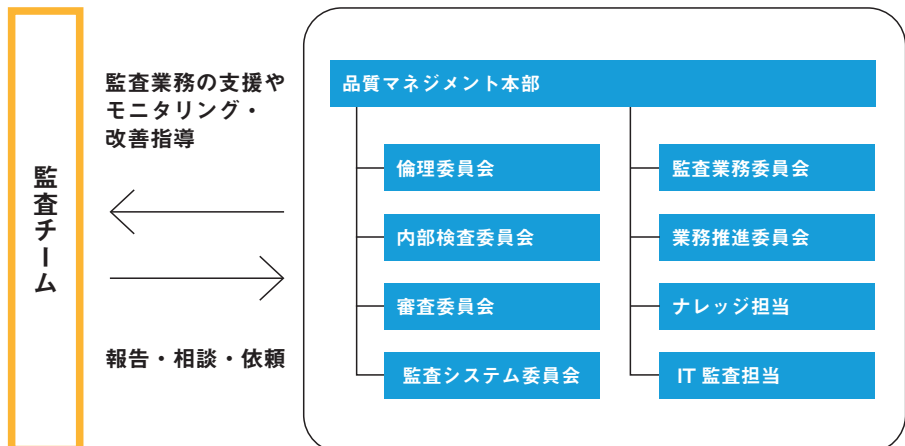 監査チーム
監査業務の支援や
モニタリング・
改善指導
報告・相談・依頼
品質マネジメント本部
倫理委員会
内部検査委員会
審査委員会
監査システム委員会
監査業務委員会
業務推進委員会
ナレッジ担当
IT 監査担当